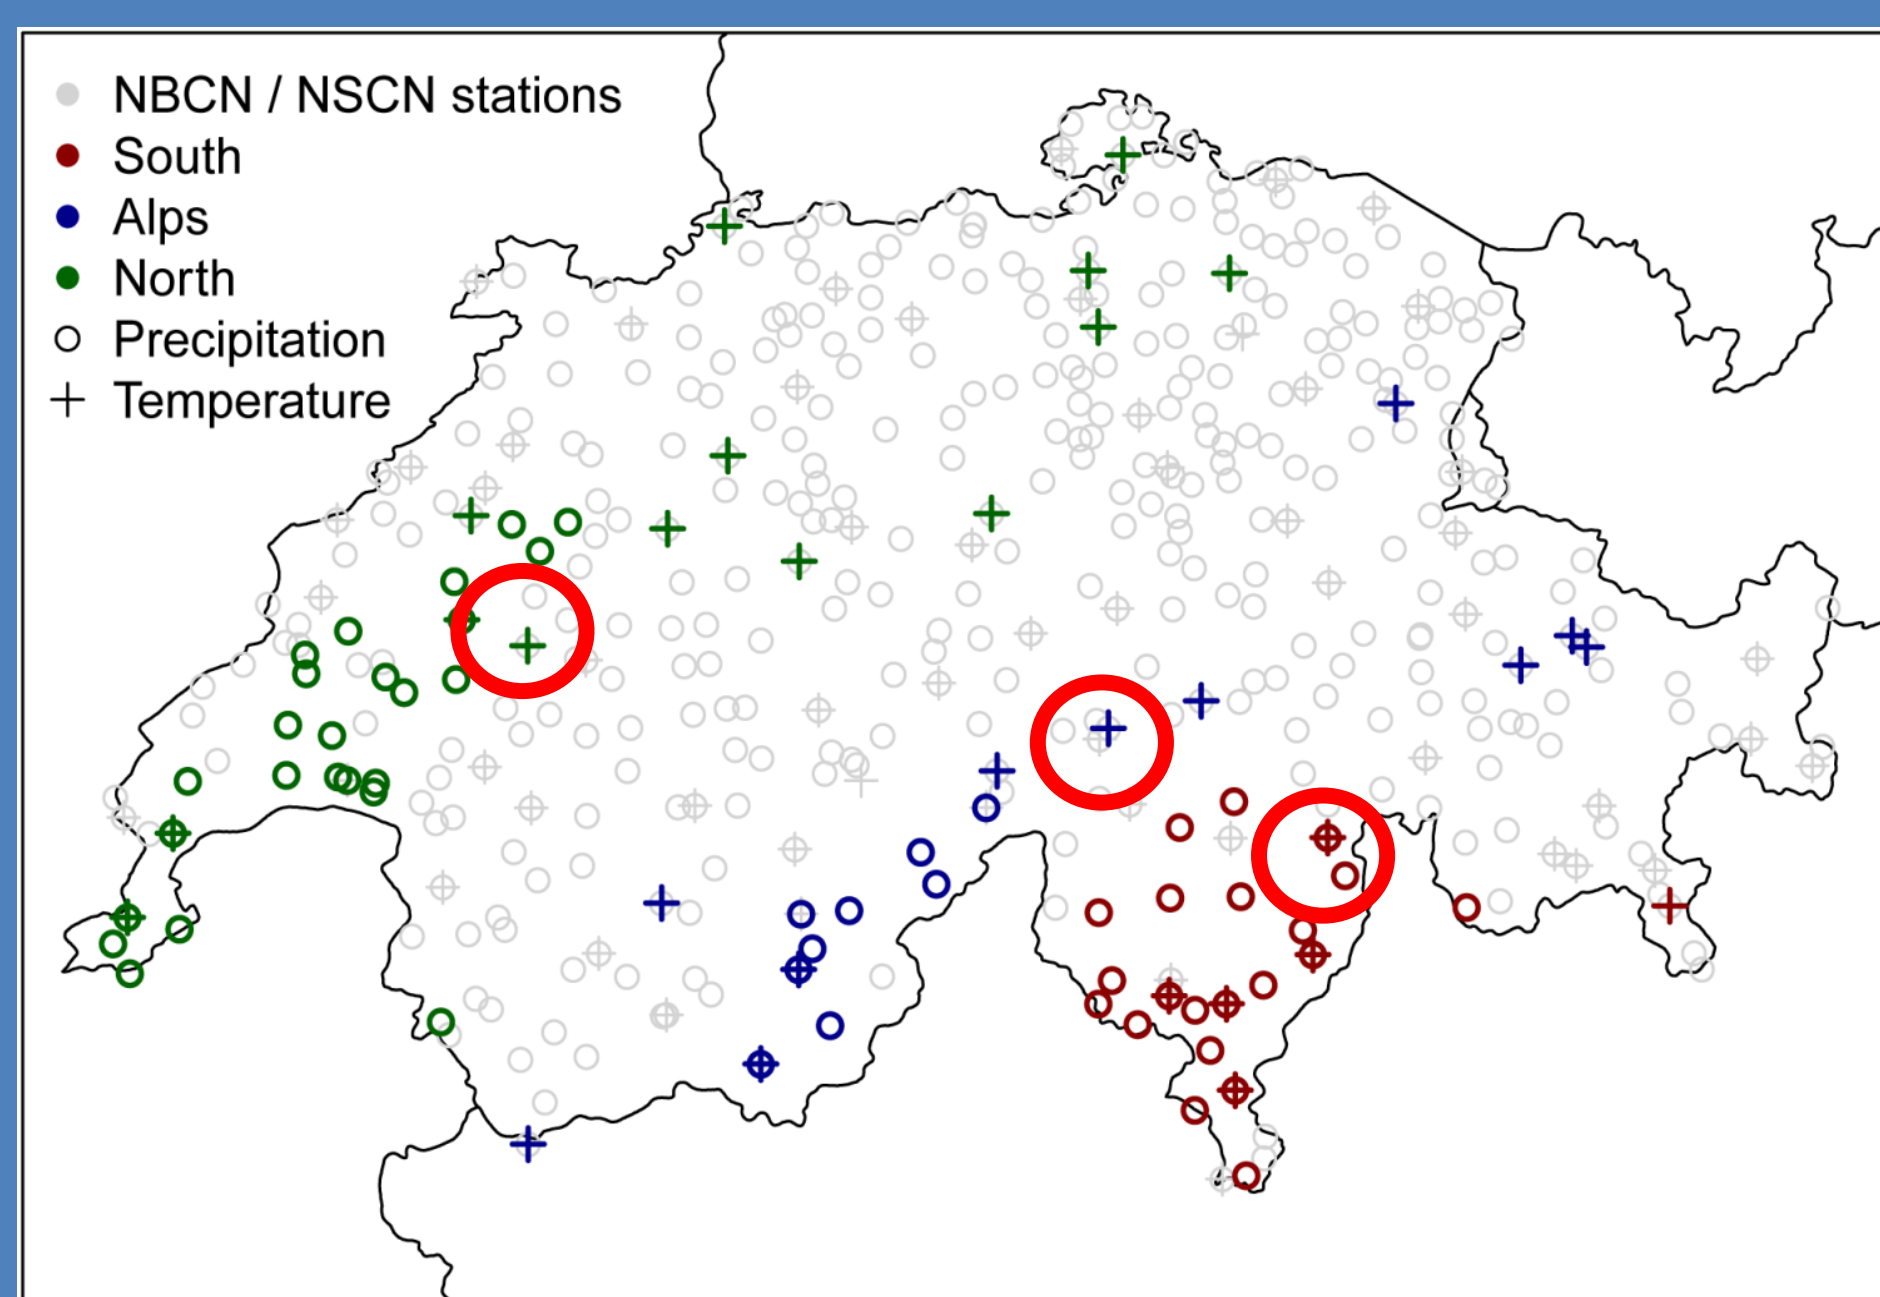 NBCN / NSCN stations
South
Alps
North
Precipitation
Temperature